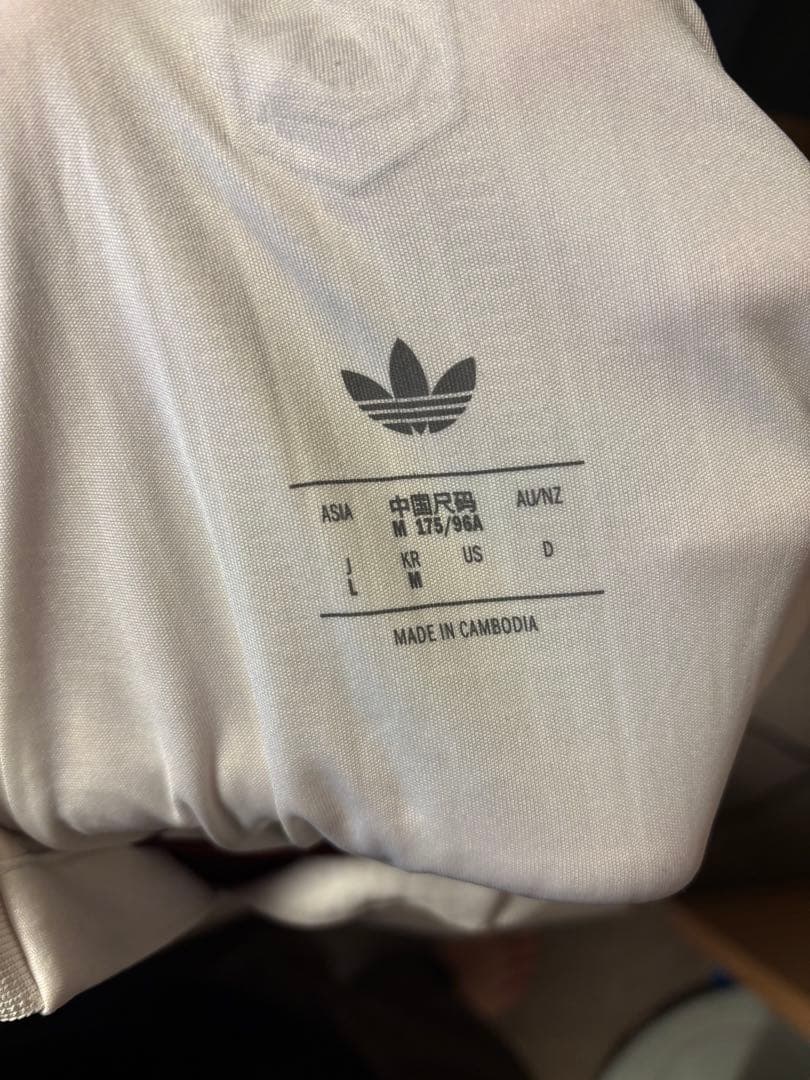 ASIA 中国尺码 AU/NZ
M 175/96A
J KR US D
L M
MADE IN CAMBODIA